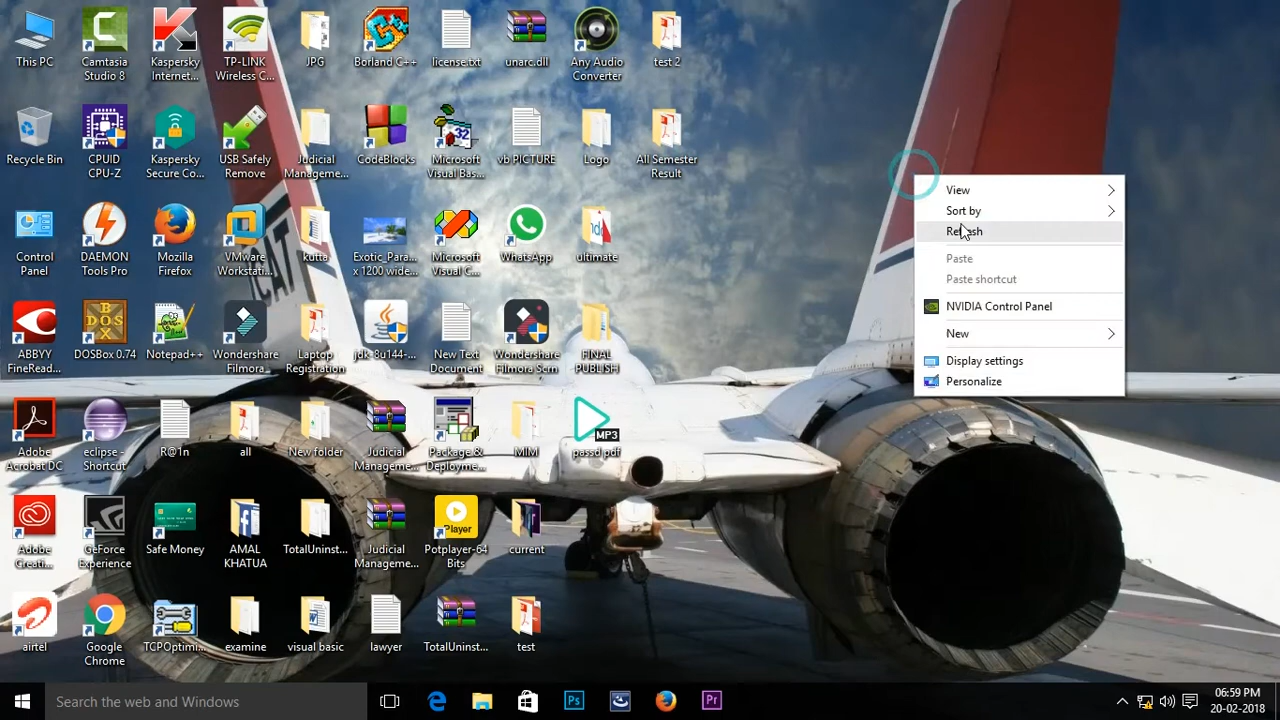 This PC
Camtasia
Studio 8
Kaspersky
Internet...
TP-LINK
Wireless C...
JPG
Borland C++
license.txt
unarc.dll
Any Audio
Converter
test 2
Recycle Bin
CPUID
CPU-Z
Kaspersky
Secure Co...
USB Safely
Remove
Judicial
Manageme...
CodeBlocks
32
Microsoft
Visual Bas...
vb PICTURE
Logo
All Semester
Result
Control
Panel
DAEMON
Tools Pro
Mozilla
Firefox
VMware
Workstati...
kutta
Exotic_Para...
x 1200 wide...
Microsoft
Visual C...
WhatsApp
ultimate
ABBYY
FineRead...
DOSBox 0.74
Notepad++
Wondershare
Filmora
Laptop
Registration
jdk-8u144-...
New Text
Document
Wondershare
Filmora Scrn
FINAL
PUBLISH
Adobe
Acrobat DC
eclipse -
Shortcut
R@1n
all
New folder
Judicial
Manageme...
Package &
Deployme...
MIM
MP3
passd pdf
Adobe
Creati...
GeForce
Experience
Safe Money
AMAL
KHATUA
TotalUninst...
Judicial
Manageme...
Player
Potplayer-64
Bits
current
airtel
Google
Chrome
TCPOptimi...
examine
visual basic
lawyer
TotalUninst...
test
View
Sort by
Refresh
Paste
Paste shortcut
NVIDIA Control Panel
New
Display settings
Personalize
Search the web and Windows
Ps
Pr
06:59 PM
20-02-2018